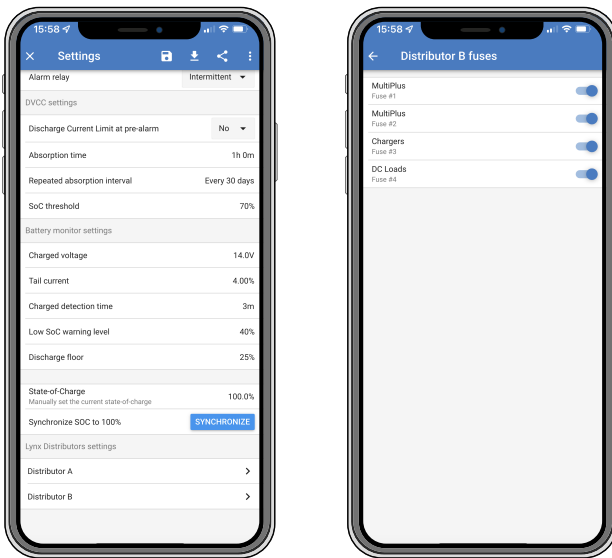 15:58
Settings
Alarm relay Intermittent
DVCC settings
Discharge Current Limit at pre-alarm No
Absorption time 1h 0m
Repeated absorption interval Every 30 days
SoC threshold 70%
Battery monitor settings
Charged voltage 14.0V
Tail current 4.00%
Charged detection time 3m
Low SoC warning level 40%
Discharge floor 25%
State-of-Charge 100.0%
Manually set the current state-of-charge
Synchronize SOC to 100% SYNCHRONIZE
Lynx Distributors settings
Distributor A
Distributor B
15:58
Distributor B fuses
MultiPlus
Fuse #1
MultiPlus
Fuse #2
Chargers
Fuse #3
DC Loads
Fuse #4